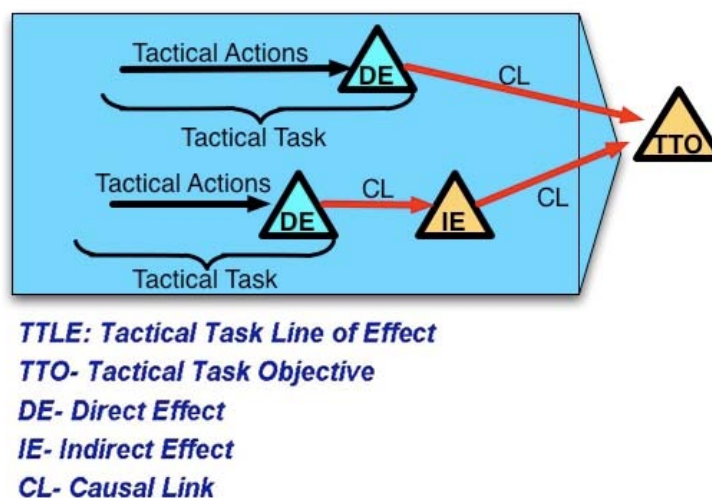 Tactical Actions
DE
CL
TTO
Tactical Task
Tactical Actions
DE
CL
IE
CL
Tactical Task
TTLE: Tactical Task Line of Effect
TTO- Tactical Task Objective
DE- Direct Effect
IE- Indirect Effect
CL- Causal Link